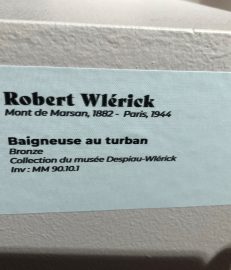 Robert Wlérick
Mont de Marsan, 1882 - Paris, 1944
Baigneuse au turban
Bronze
Collection du musée Despiau-Wlérick
Inv : MM 90.10.1